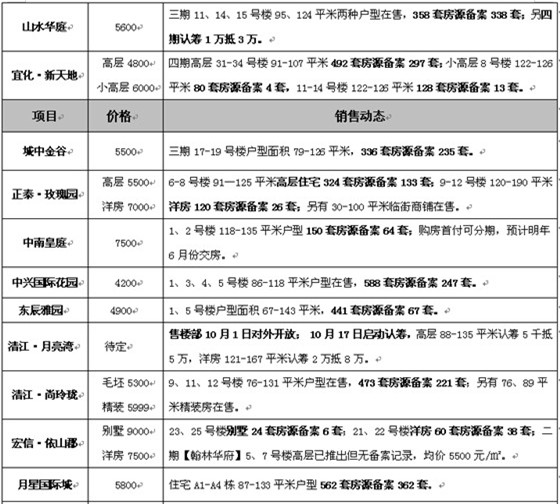 山水华庭
5600
三期 11、14、15 号楼 95、124 平米两种户型在售，358 套房源备案 338 套；另四
期认筹 1 万抵 3 万。
宜化·新天地
高层 4800
小高层 6000
四期高层 31-34 号楼 91-107 平米 492 套房源备案 297 套；小高层 8 号楼 122-126
平米 80 套房源备案 4 套，11-14 号楼 122-126 平米 128 套房源备案 13 套。
项目
价格
销售动态
城中金谷
5500
三期 17-19 号楼户型面积 79-126 平米，336 套房源备案 235 套。
正泰·玫瑰园
高层 5500
洋房 7000
6-8 号楼 91—125 平米高层住宅 324 套房源备案 133 套；9-12 号楼 120-190 平米
洋房 120 套房源备案 26 套；另有 30-100 平米临街商铺在售。
中南皇庭
7500
1、2 号楼 118-135 平米户型 150 套房源备案 64 套；购房首付可分期，预计明年
6 月份交房。
中兴国际花园
4200
1、3、4、5 号楼 86-118 平米户型在售，588 套房源备案 247 套。
东辰雅园
4900
1、5 号楼户型面积 67-143 平米，441 套房源备案 67 套。
清江·月亮湾
待定
售楼部 10 月 1 日对外开放； 10 月 17 日启动认筹，高层 88-135 平米认筹 5 千抵
5 万，洋房 121-167 平米认筹 2 万抵 8 万。
清江·尚玲珑
毛坯 5300
精装 5999
9、11、12 号楼 76-131 平米户型在售，473 套房源备案 221 套；另有 76、89 平
米精装房在售。
宏信·依山郡
别墅 9000
洋房 7500
23、25 号楼别墅 24 套房源备案 6 套；21、22 号楼洋房 60 套房源备案 38 套；二
期【翰林华府】5、7 号楼高层已推出但无备案记录，均价 5500 元/㎡。
月星国际城
5800
住宅 A1-A4 栋 87-133 平米户型 562 套房源备案 362 套。